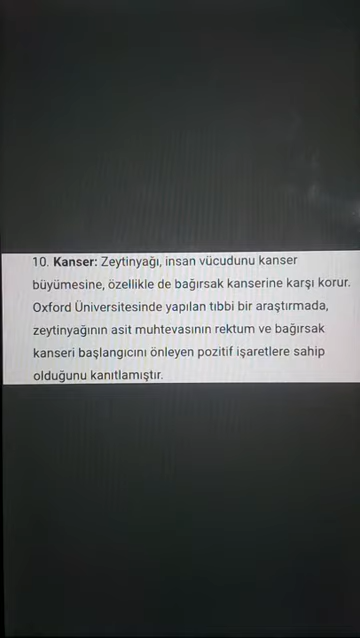 10. Kanser: Zeytinyağı, insan vücudunu kanser
büyümesine, özellikle de bağırsak kanserine karşı korur.
Oxford Üniversitesinde yapılan tıbbi bir araştırmada,
zeytinyağının asit muhtevasının rektum ve bağırsak
kanseri başlangıcını önleyen pozitif işaretlere sahip
olduğunu kanıtlamıştır.